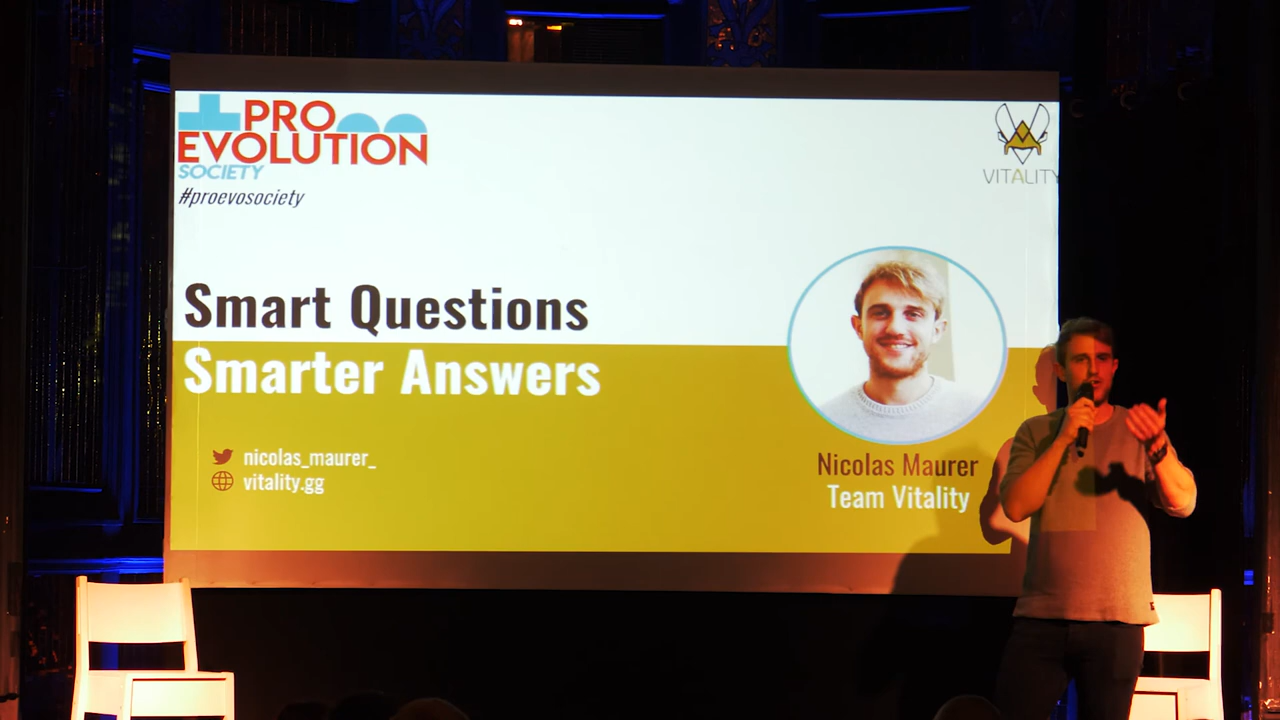 PRO
EVOLUTION
SOCIETY
#proevosociety
VITALITY
Smart Questions
Smarter Answers
nicolas_maurer_
vitality.gg
Nicolas Maurer
Team Vitality